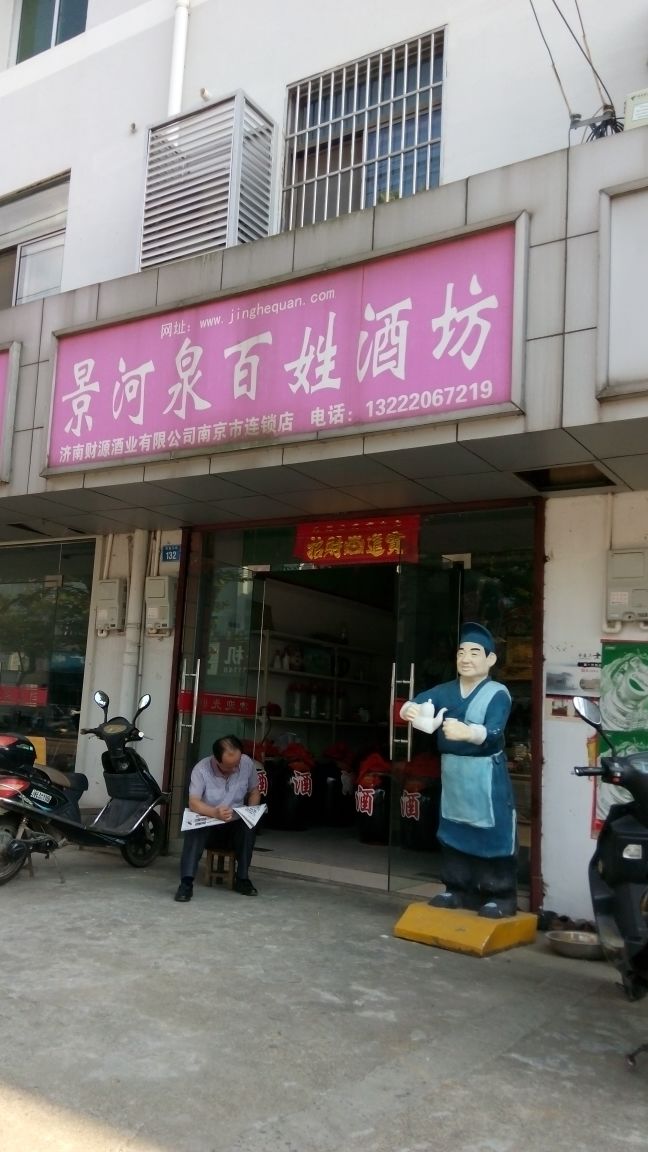 网址：www.jinghequan.com
景河泉百姓酒坊
济南财源酒业有限公司南京市连锁店 电话：13222067219
招财进宝
132
机
酒
酒
酒
酒